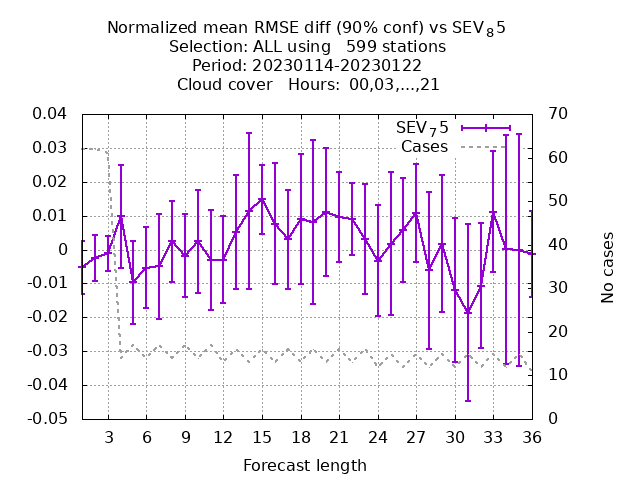 Normalized mean RMSE diff (90% conf) vs SEV₈5
Selection: ALL using   599 stations
Period: 20230114-20230122
Cloud cover   Hours:  00,03,...,21
SEV₇5
Cases
0.04
0.03
0.02
0.01
0
-0.01
-0.02
-0.03
-0.04
-0.05
70
60
50
40
30
20
10
0
No cases
3 6 9 12 15 18 21 24 27 30 33 36
Forecast length